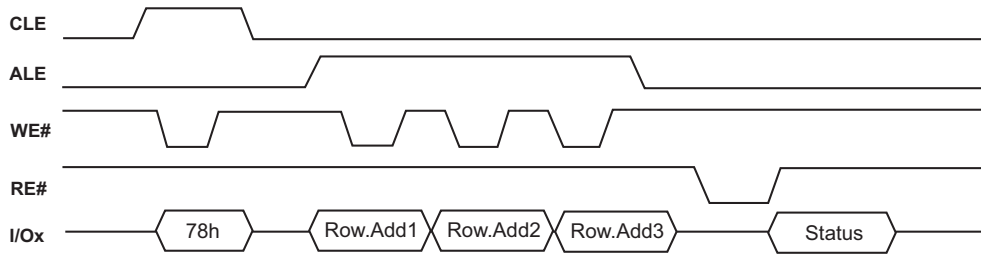 CLE
ALE
WE#
RE#
I/Ox 78h Row.Add1 Row.Add2 Row.Add3 Status